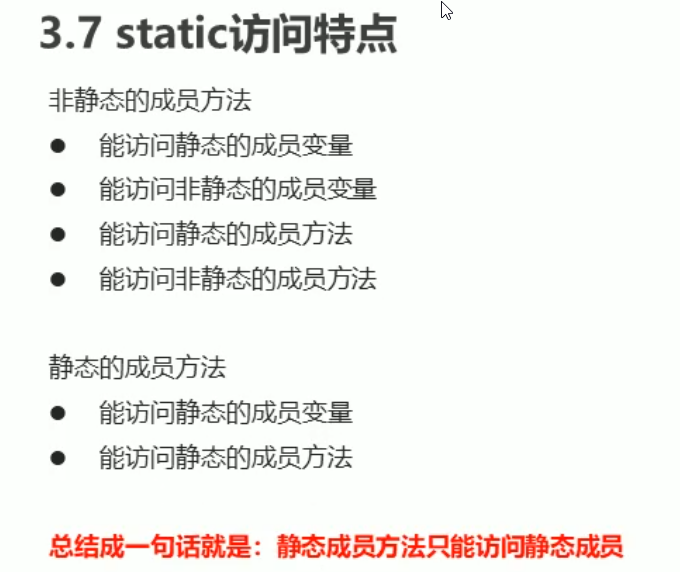 3.7 static访问特点
非静态的成员方法
● 能访问静态的成员变量
● 能访问非静态的成员变量
● 能访问静态的成员方法
● 能访问非静态的成员方法
静态的成员方法
● 能访问静态的成员变量
● 能访问静态的成员方法
总结成一句话就是：静态成员方法只能访问静态成员